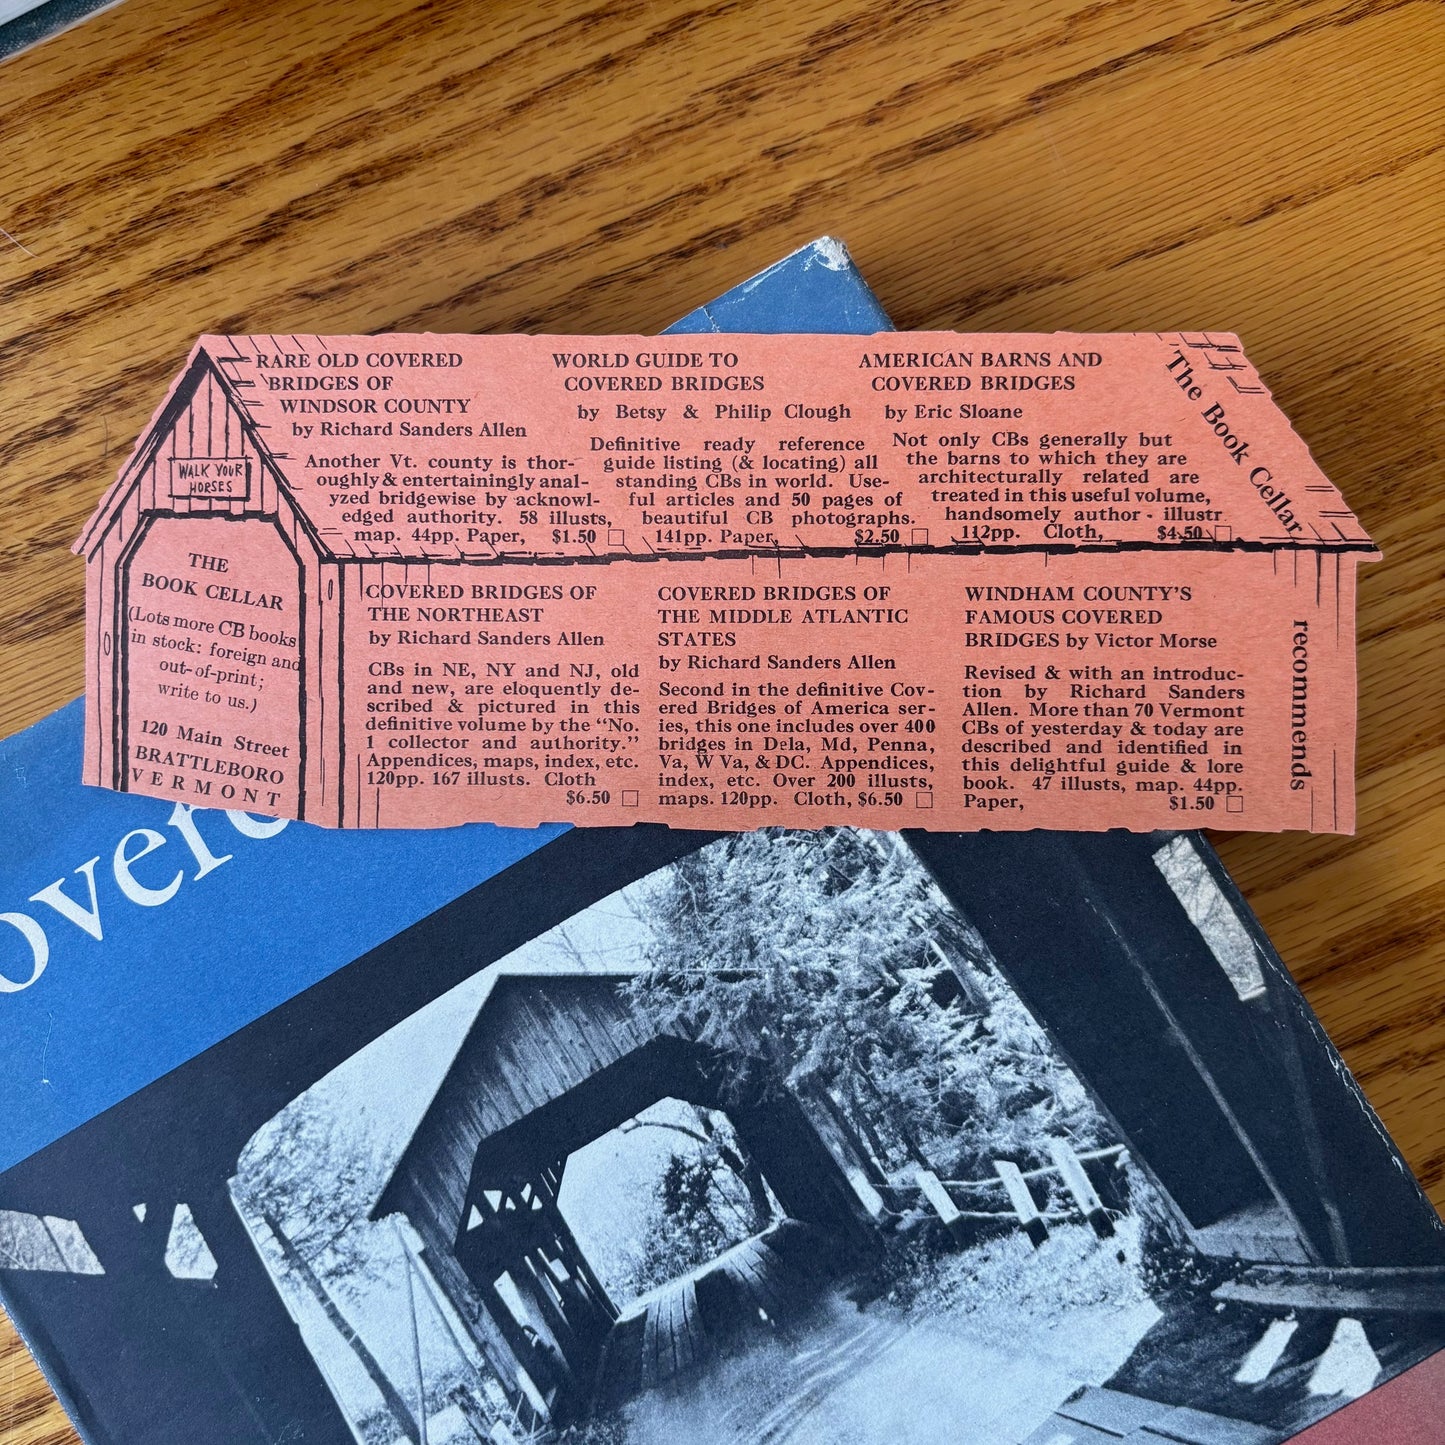 RARE OLD COVERED
BRIDGES OF
WINDSOR COUNTY
by Richard Sanders Allen
Another Vt. county is thor-
oughly & entertainingly anal-
yzed bridgewise by acknowl-
edged authority. 58 illusts,
map. 44pp. Paper, $1.50
WORLD GUIDE TO
COVERED BRIDGES
by Betsy & Philip Clough
Definitive ready reference
guide listing (& locating) all
standing CBs in world. Use-
ful articles and 50 pages of
beautiful CB photographs.
141pp. Paper, $2.50
AMERICAN BARNS AND
COVERED BRIDGES
by Eric Sloane
Not only CBs generally but
the barns to which they are
architecturally related are
treated in this useful volume,
handsomely author - illustr
112pp. Cloth, $4.50
The Book Cellar
recommends
WALK YOUR
HORSES
THE
BOOK CELLAR
(Lots more CB books
in stock: foreign and
out-of-print;
write to us.)
120 Main Street
BRATTLEBORO
VERMONT
COVERED BRIDGES OF
THE NORTHEAST
by Richard Sanders Allen
CBs in NE, NY and NJ, old
and new, are eloquently de-
scribed & pictured in this
definitive volume by the “No.
1 collector and authority.”
Appendices, maps, index, etc.
120pp. 167 illusts. Cloth
$6.50
COVERED BRIDGES OF
THE MIDDLE ATLANTIC
STATES
by Richard Sanders Allen
Second in the definitive Cov-
ered Bridges of America ser-
ies, this one includes over 400
bridges in Dela, Md, Penna,
Va, W Va, & DC. Appendices,
index, etc. Over 200 illusts,
maps. 120pp. Cloth, $6.50
WINDHAM COUNTY'S
FAMOUS COVERED
BRIDGES by Victor Morse
Revised & with an introduc-
tion by Richard Sanders
Allen. More than 70 Vermont
CBs of yesterday & today are
described and identified in
this delightful guide & lore
book. 47 illusts, map. 44pp.
Paper, $1.50
overe